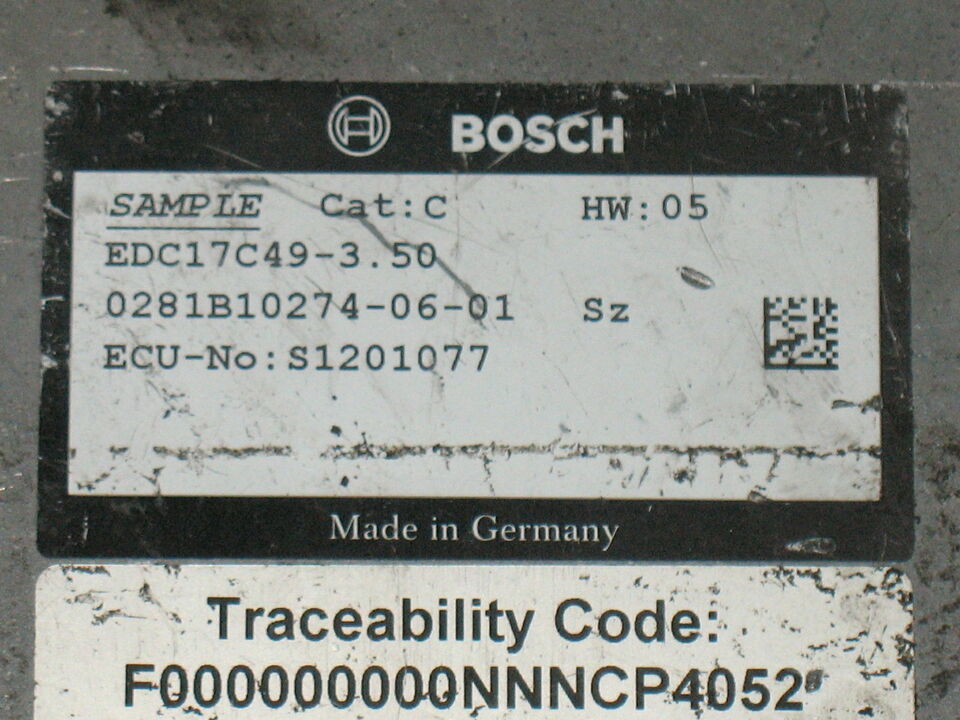 BOSCH
SAMPLE Cat:C HW:05
EDC17C49-3.50
0281B10274-06-01 Sz
ECU-No:S1201077
Made in Germany
Traceability Code:
F000000000NNNCP4052